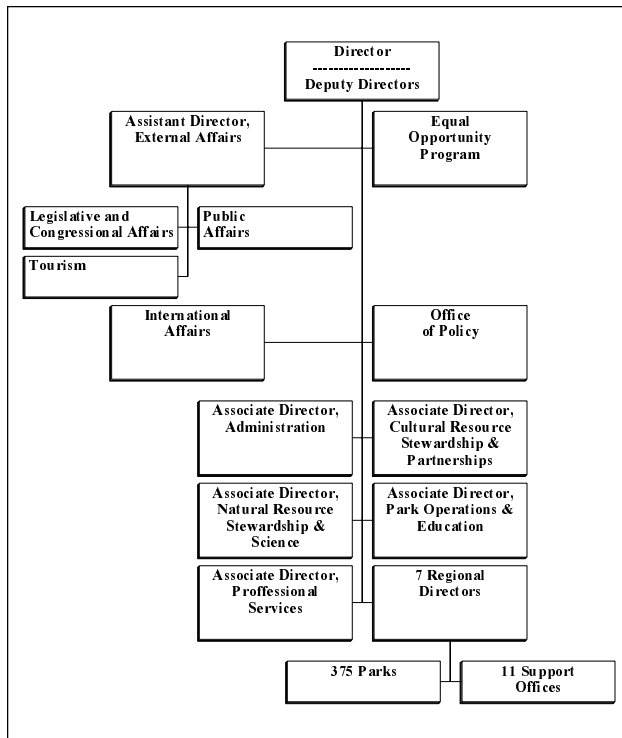 Director
--------------------
Deputy Directors
Assistant Director,
External Affairs
Equal
Opportunity
Program
Legislative and
Congressional Affairs
Public
Affairs
Tourism
International
Affairs
Office
of Policy
Associate Director,
Administration
Associate Director,
Cultural Resource
Stewardship &
Partnerships
Associate Director,
Natural Resource
Stewardship &
Science
Associate Director,
Park Operations &
Education
Associate Director,
Proffessional
Services
7 Regional
Directors
375 Parks
11 Support
Offices